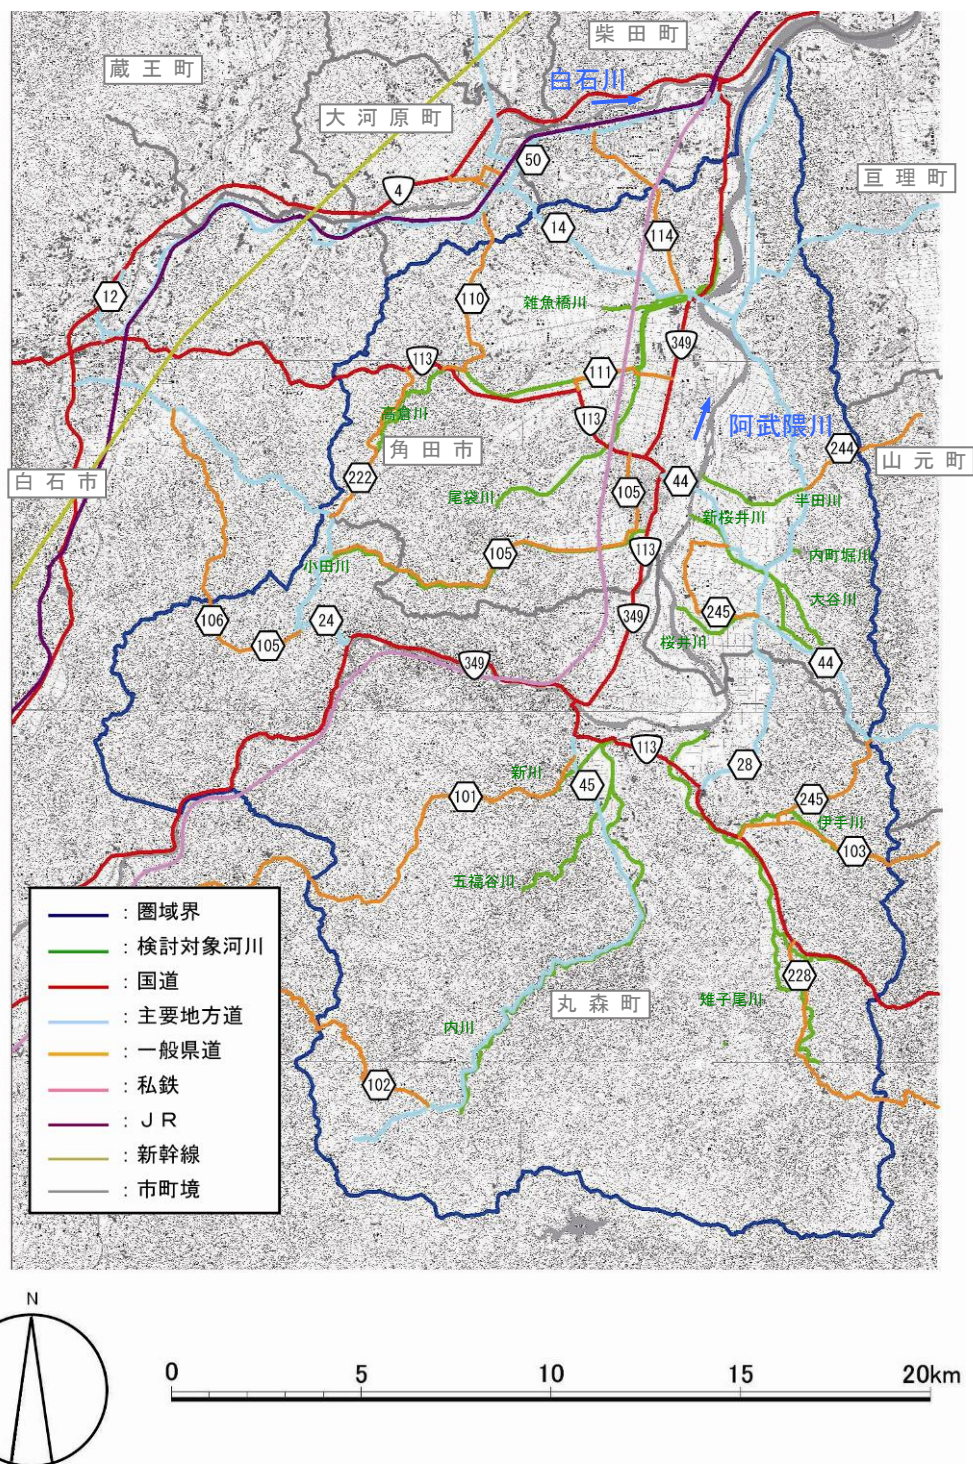 柴田町
蔵王町
白石川
大河原町
50
亘理町
4
14
114
12
110
雑魚橋川
349
113
111
高倉川
113
阿武隈川
角田市
244
山元町
白石市
222
44
105
尾袋川
半田川
新桜井川
105
113
内町堀川
小田川
大谷川
106
24
349
245
105
桜井川
349
44
113
28
新川
45
101
245
伊手川
103
五福谷川
:圏域界
:検討対象河川
:国道
228
:主要地方道
丸森町
雉子尾川
内川
:一般県道
:私鉄
102
:JR
:新幹線
:市町境
N
0 5 10 15 20km